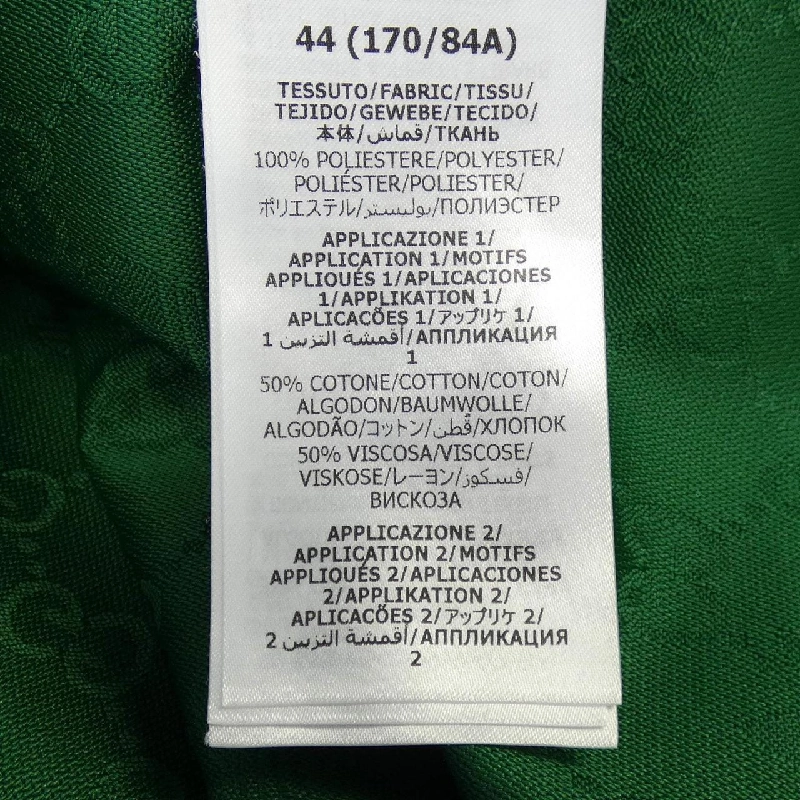 44 (170/84A)
TESSUTO/FABRIC/TISSU/
TEJIDO/GEWEBE/TECIDO/
本体/قماش/ТКАНЬ
100% POLIESTERE/POLYESTER/
POLIÉSTER/POLIESTER/
ポリエステル/بوليستر/ПОЛИЭСТЕР
APPLICAZIONE 1/
APPLICATION 1/MOTIFS
APPLIQUÉS 1/APLICACIONES
1/APPLIKATION 1/
APLICAÇÕES 1/アップリケ 1/
أقمشة التزيين 1/АППЛИКАЦИЯ
1
50% COTONE/COTTON/COTON/
ALGODON/BAUMWOLLE/
ALGODÃO/コットン/قُطن/ХЛОПОК
50% VISCOSA/VISCOSE/
VISKOSE/レーヨン/فسكوز/
ВИСКОЗА
APPLICAZIONE 2/
APPLICATION 2/MOTIFS
APPLIQUÉS 2/APLICACIONES
2/APPLIKATION 2/
APLICAÇÕES 2/アップリケ 2/
أقمشة التزيين 2/АППЛИКАЦИЯ
2